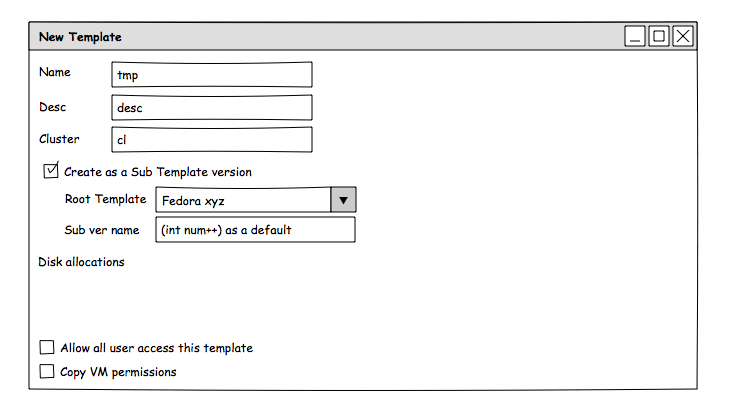 New Template
Name tmp
Desc desc
Cluster cl
Create as a Sub Template version
Root Template Fedora xyz
Sub ver name (int num++) as a default
Disk allocations
Allow all user access this template
Copy VM permissions